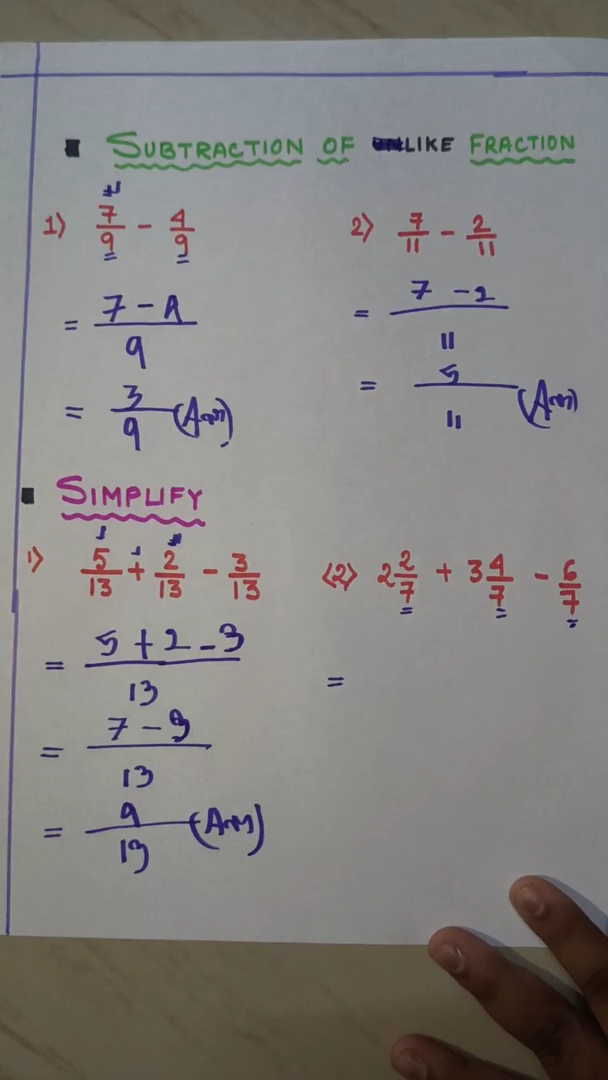 ■ SUBTRACTION OF LIKE FRACTION
1) 7/9 - 4/9
= 7 - 4 / 9
= 3/9 (Ans)
2) 7/11 - 2/11
= 7 - 2 / 11
= 5/11 (Ans)
■ SIMPLIFY
1) 5/13 + 2/13 - 3/13
= 5 + 2 - 3 / 13
= 7 - 3 / 13
= 4/13 (Ans)
(2) 2 2/7 + 3 4/7 - 6/7
=